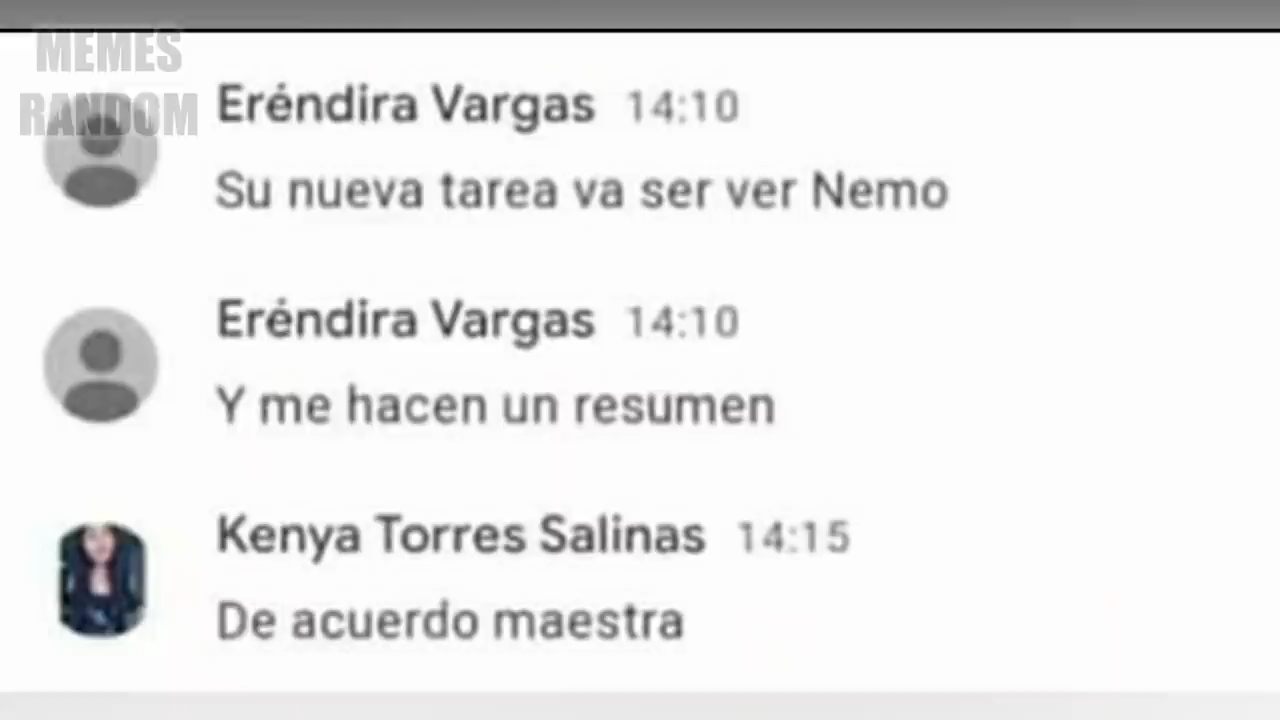 MEMES
RANDOM
Eréndira Vargas 14:10
Su nueva tarea va ser ver Nemo
Eréndira Vargas 14:10
Y me hacen un resumen
Kenya Torres Salinas 14:15
De acuerdo maestra